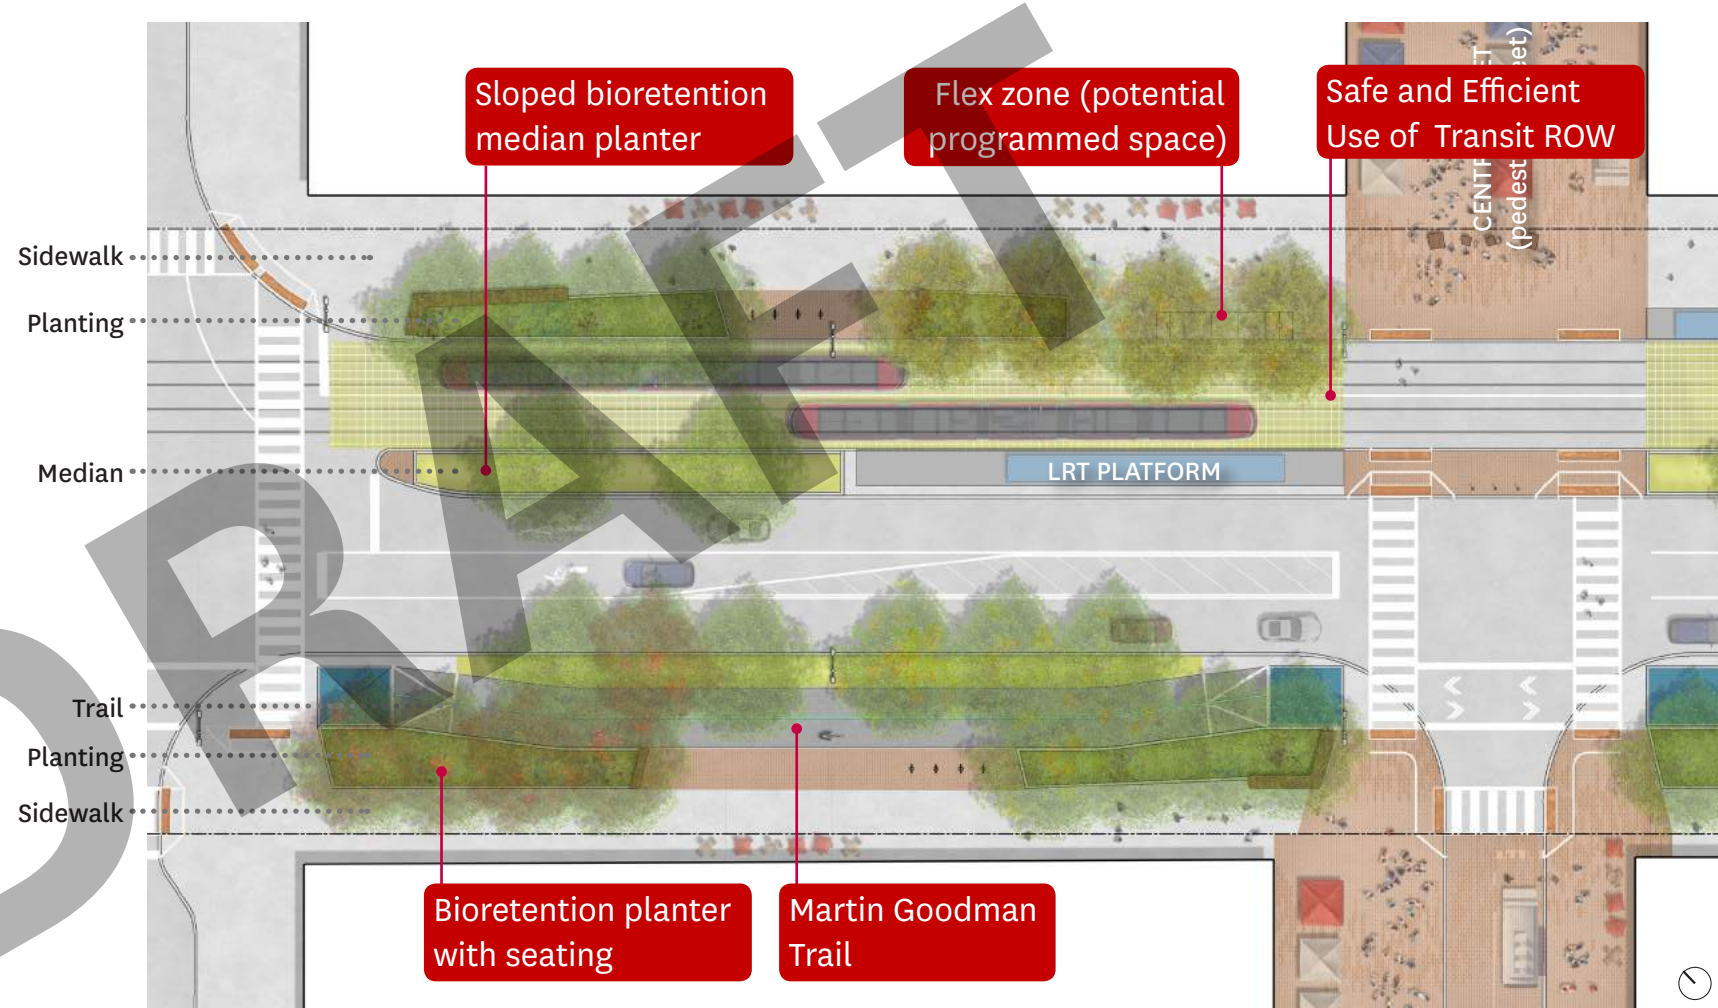 Sloped bioretention
median planter
Flex zone (potential
programmed space)
Safe and Efficient
Use of Transit ROW
Sidewalk
Planting
Median
LRT PLATFORM
Trail
Planting
Sidewalk
Bioretention planter
with seating
Martin Goodman
Trail
DRAFT